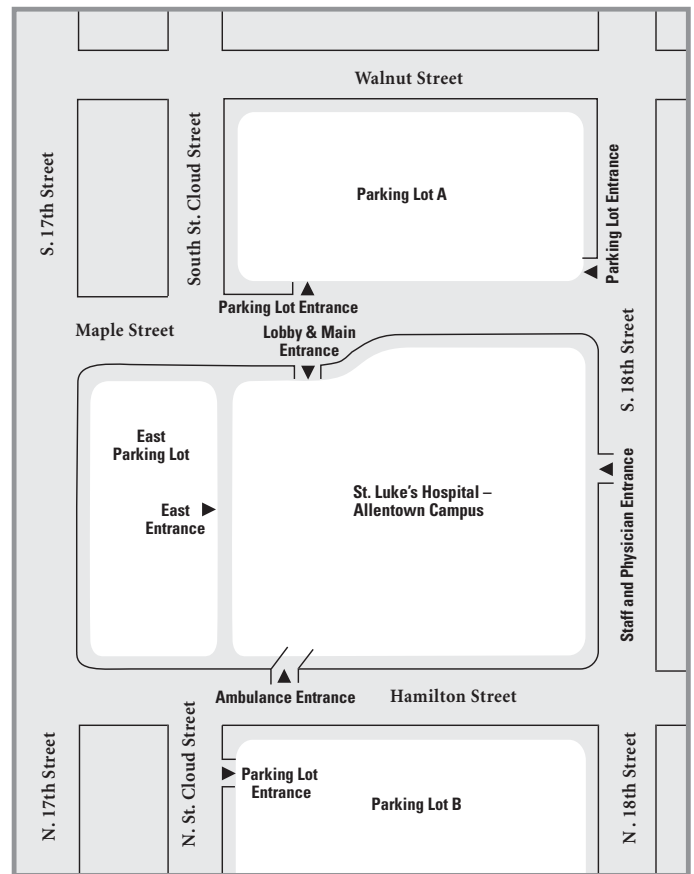 Walnut Street
S. 17th Street
South St. Cloud Street
Parking Lot A
Parking Lot Entrance
Parking Lot Entrance
Maple Street
Lobby & Main
Entrance
S. 18th Street
East
Parking Lot
East
Entrance
St. Luke's Hospital –
Allentown Campus
Staff and Physician Entrance
Ambulance Entrance
Hamilton Street
N. 17th Street
N. St. Cloud Street
Parking Lot
Entrance
Parking Lot B
N. 18th Street